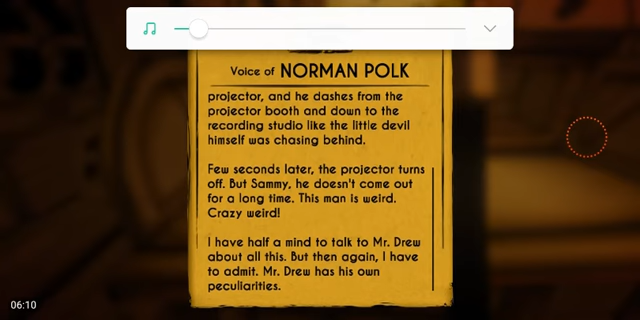 Voice of NORMAN POLK
projector, and he dashes from the
projector booth and down to the
recording studio like the little devil
himself was chasing behind.
Few seconds later, the projector turns
off. But Sammy, he doesn't come out
for a long time. This man is weird.
Crazy weird!
I have half a mind to talk to Mr. Drew
about all this. But then again, I have
to admit. Mr. Drew has his own
peculiarities.
06:10